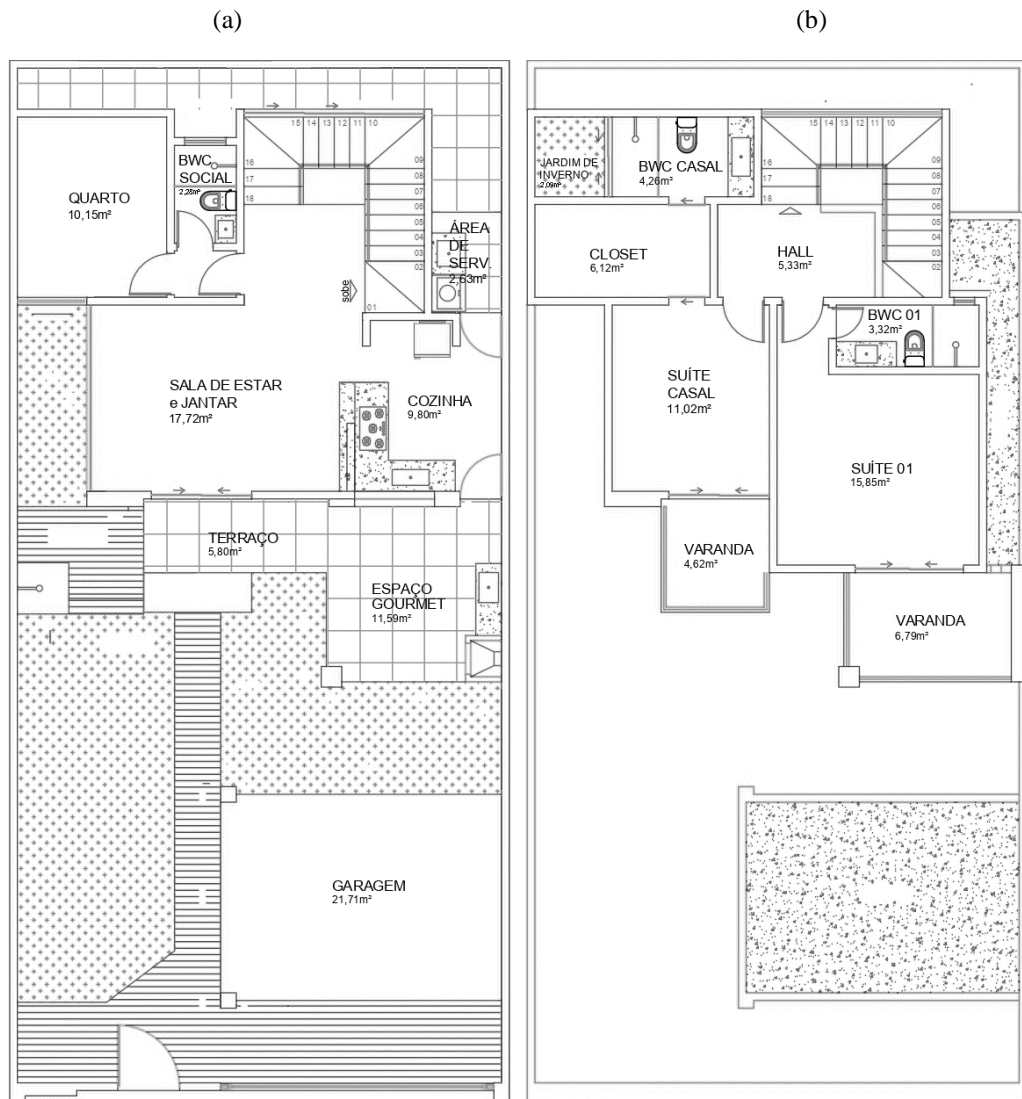 (a)
(b)
15 14 13 12 11 10
16
17
18
09
08
07
06
05
04
03
02
01
sobe
BWC
SOCIAL
2,28m²
QUARTO
10,15m²
ÁREA
DE
SERV.
2,63m²
SALA DE ESTAR
e JANTAR
17,72m²
COZINHA
9,80m²
TERRAÇO
5,80m²
ESPAÇO
GOURMET
11,59m²
GARAGEM
21,71m²
15 14 13 12 11 10
16
17
18
09
08
07
06
05
04
03
02
JARDIM DE
INVERNO
2,09m²
BWC CASAL
4,26m²
CLOSET
6,12m²
HALL
5,33m²
BWC 01
3,32m²
SUÍTE
CASAL
11,02m²
SUÍTE 01
15,85m²
VARANDA
4,62m²
VARANDA
6,79m²